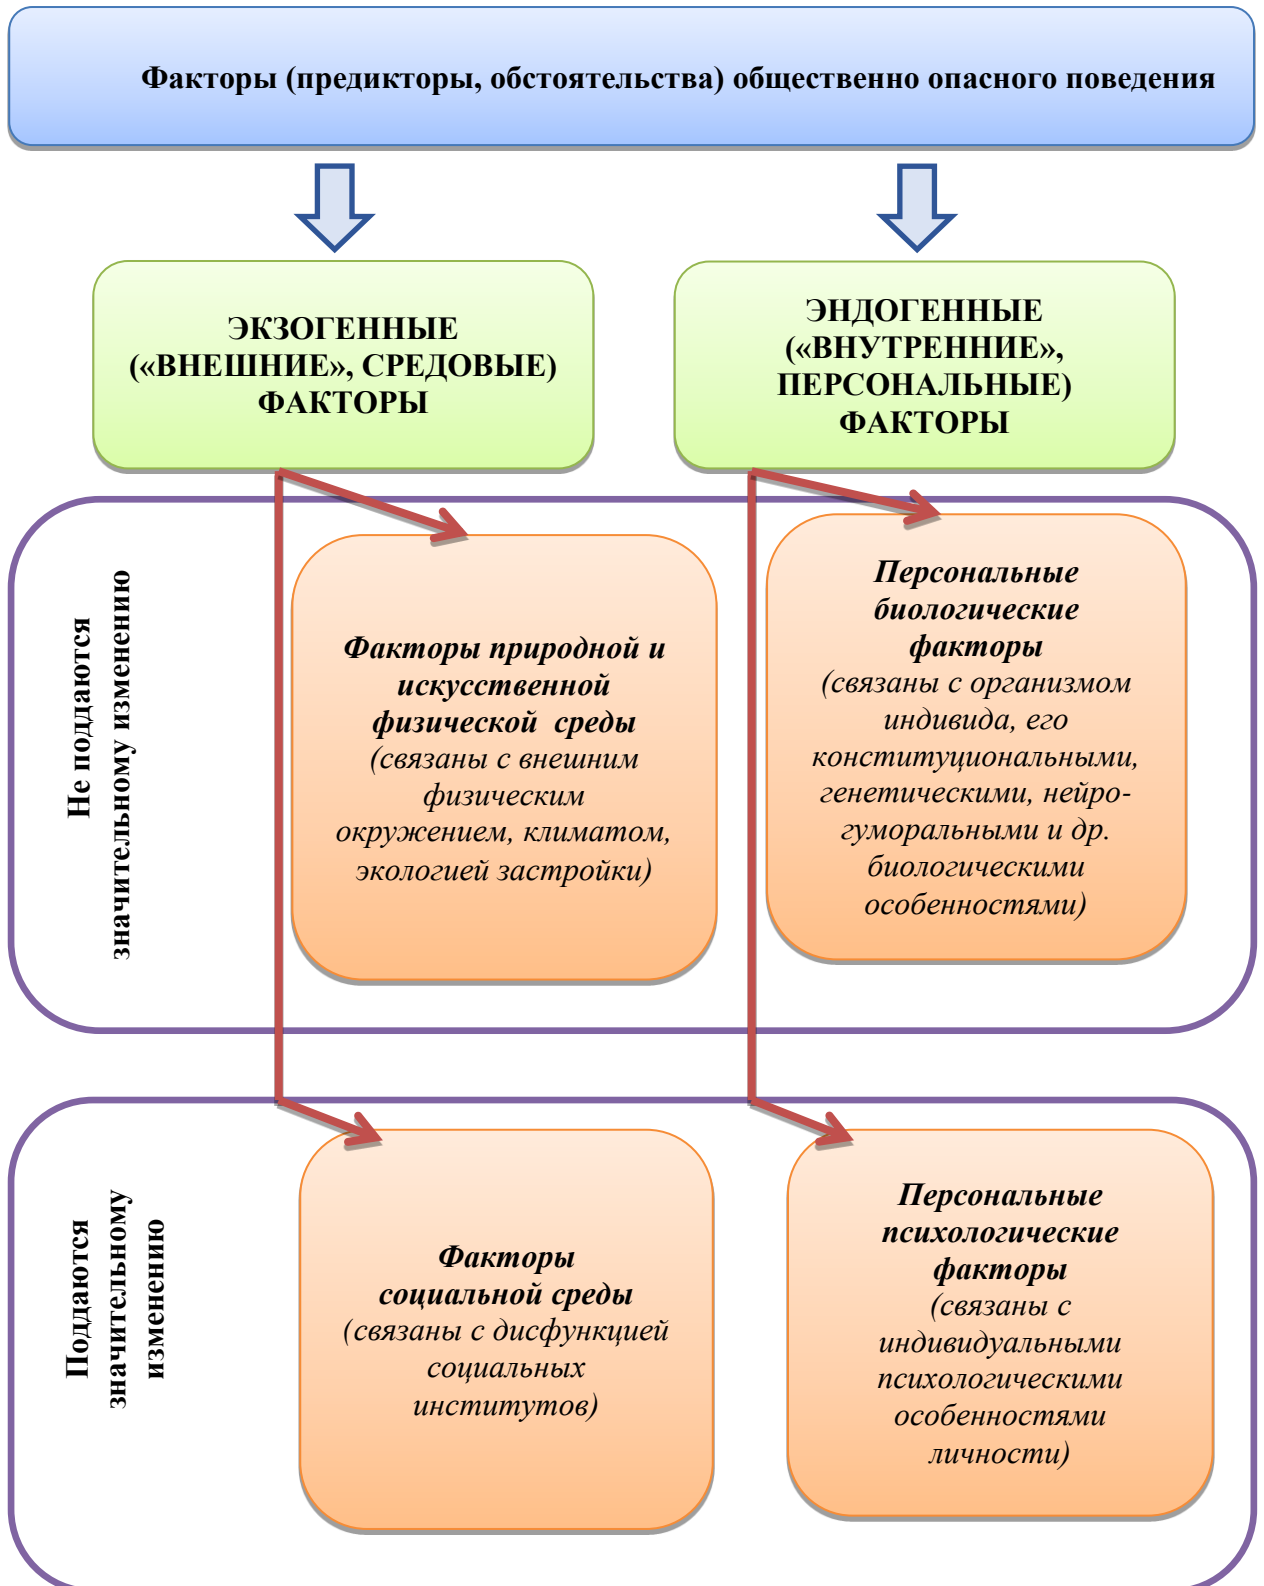 Факторы (предикторы, обстоятельства) общественно опасного поведения
ЭКЗОГЕННЫЕ
(«ВНЕШНИЕ», СРЕДОВЫЕ)
ФАКТОРЫ
ЭНДОГЕННЫЕ
(«ВНУТРЕННИЕ»,
ПЕРСОНАЛЬНЫЕ)
ФАКТОРЫ
Не поддаются
значительному изменению
Факторы природной и
искусственной
физической среды
(связаны с внешним
физическим
окружением, климатом,
экологией застройки)
Персональные
биологические
факторы
(связаны с организмом
индивида, его
конституциональными,
генетическими, нейро-
гуморальными и др.
биологическими
особенностями)
Поддаются
значительному
изменению
Факторы
социальной среды
(связаны с дисфункцией
социальных
институтов)
Персональные
психологические
факторы
(связаны с
индивидуальными
психологическими
особенностями
личности)